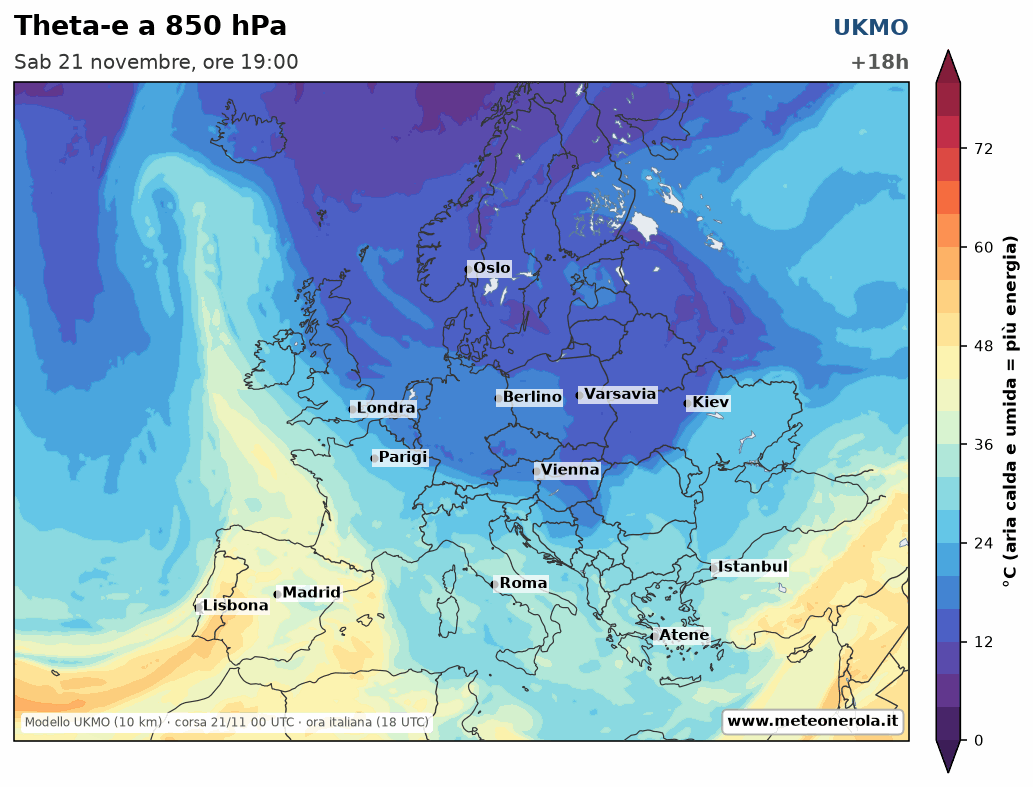 Theta-e a 850 hPa
UKMO
Sab 21 novembre, ore 19:00
+18h
72
60
48
36
24
12
0
°C (aria calda e umida = più energia)
Oslo
Berlino
Varsavia
Kiev
Londra
Parigi
Vienna
Istanbul
Roma
Madrid
Lisbona
Atene
Modello UKMO (10 km) · corsa 21/11 00 UTC · ora italiana (18 UTC)
www.meteonerola.it